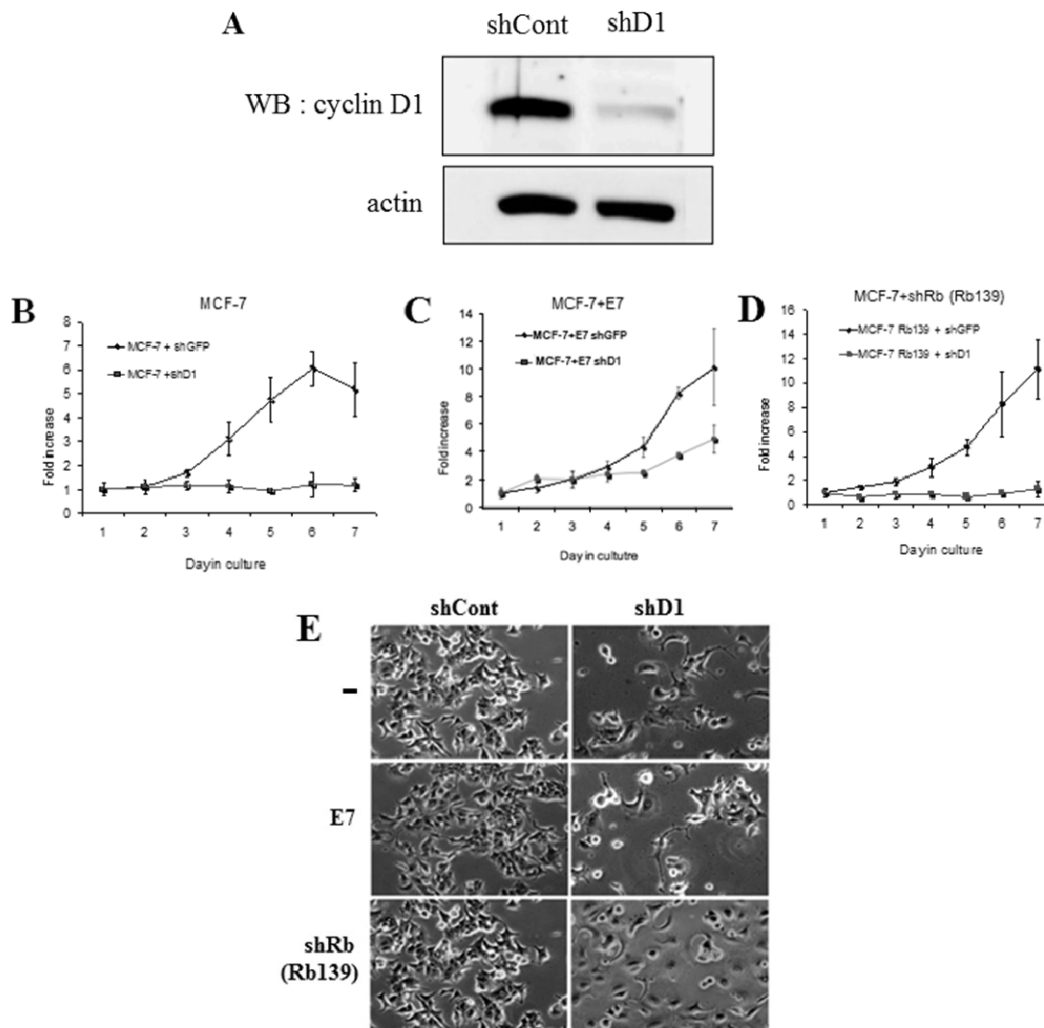 A
shCont shD1
WB : cyclin D1
actin
B
MCF-7
Fold increase
8
7
6
5
4
3
2
1
0
MCF-7 + shGFP
MCF-7 +shD1
1 2 3 4 5 6 7
Dayin culture
C
MCF-7+E7
Fold increase
14
12
10
8
6
4
2
0
MCF-7+E7 shGFP
MCF-7+E7 shD1
1 2 3 4 5 6 7
Dayin cultutre
D
MCF-7+shRb (Rb139)
Fold increase
16
14
12
10
8
6
4
2
0
MCF-7 Rb139 + shGFP
MCF-7 Rb139 + shD1
1 2 3 4 5 6 7
Dayin culture
E
shCont shD1
-
E7
shRb
(Rb139)